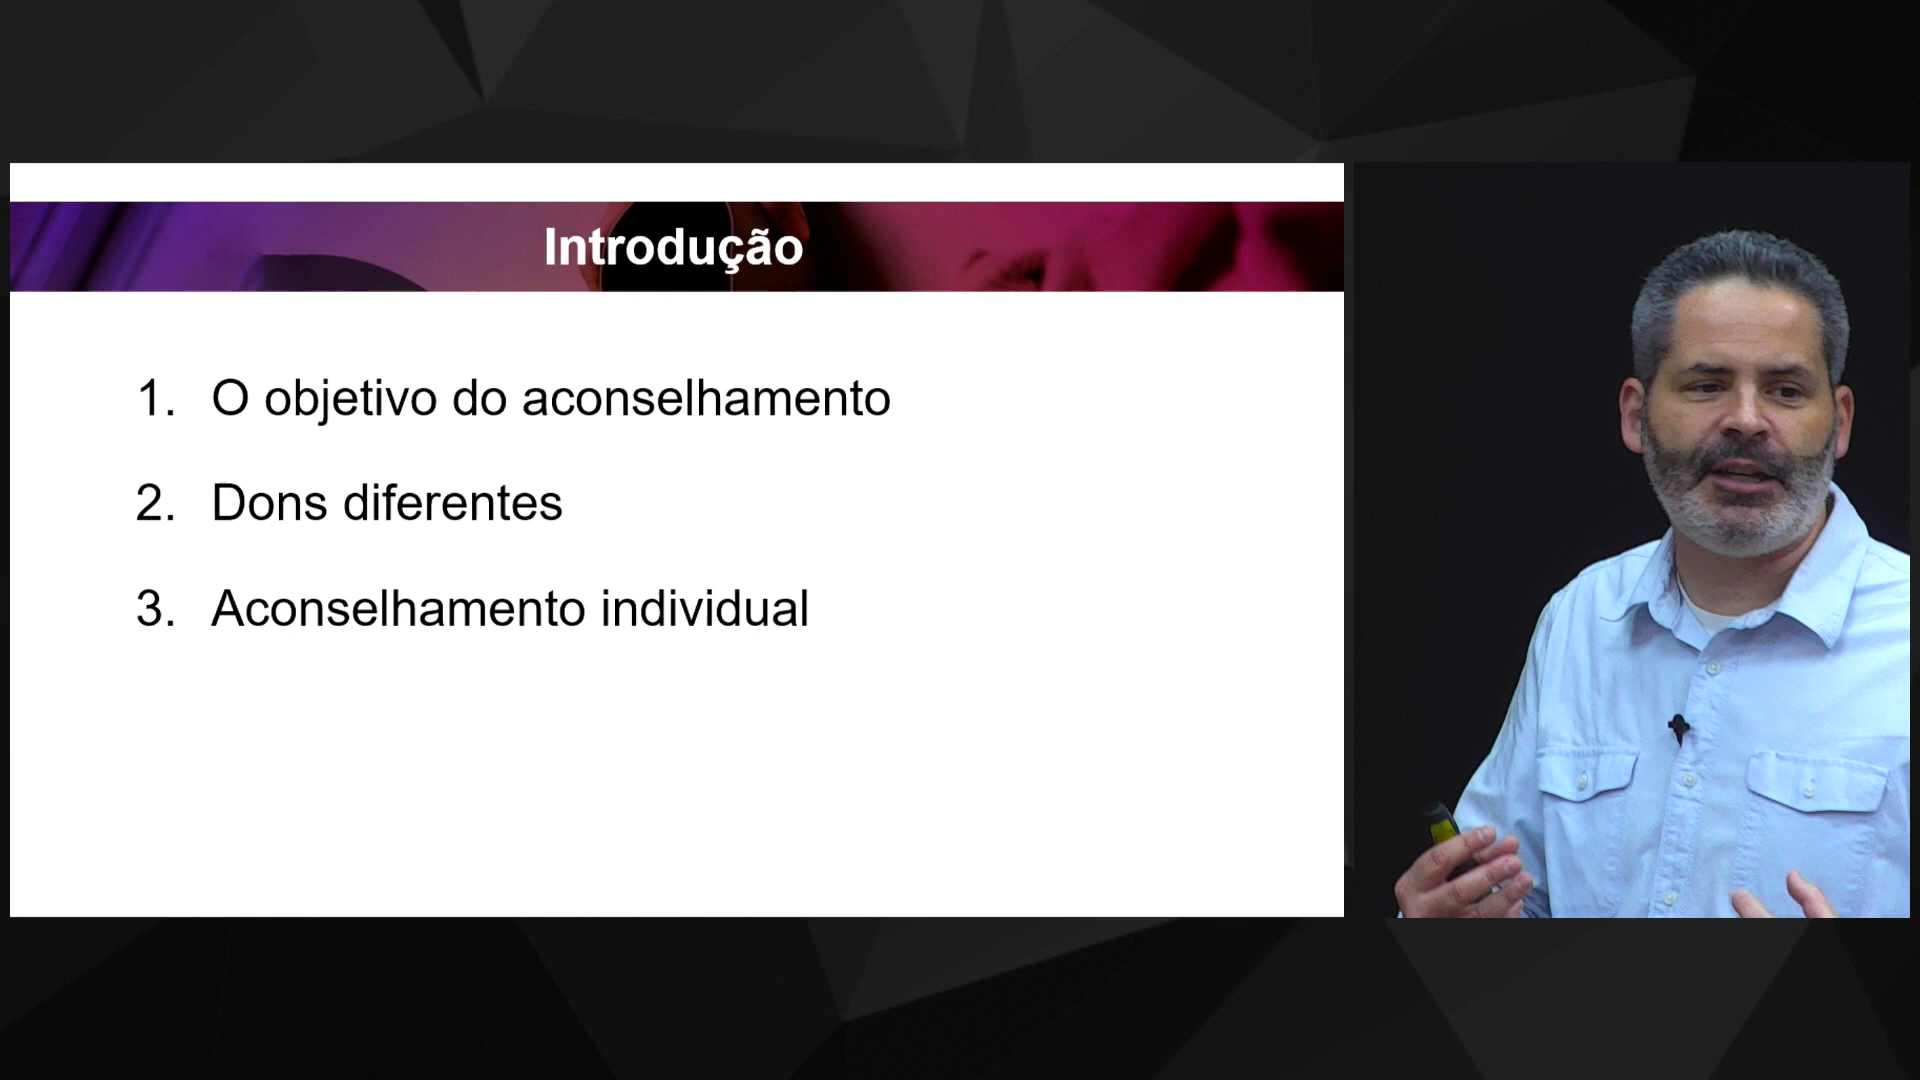 Introdução
1. O objetivo do aconselhamento
2. Dons diferentes
3. Aconselhamento individual